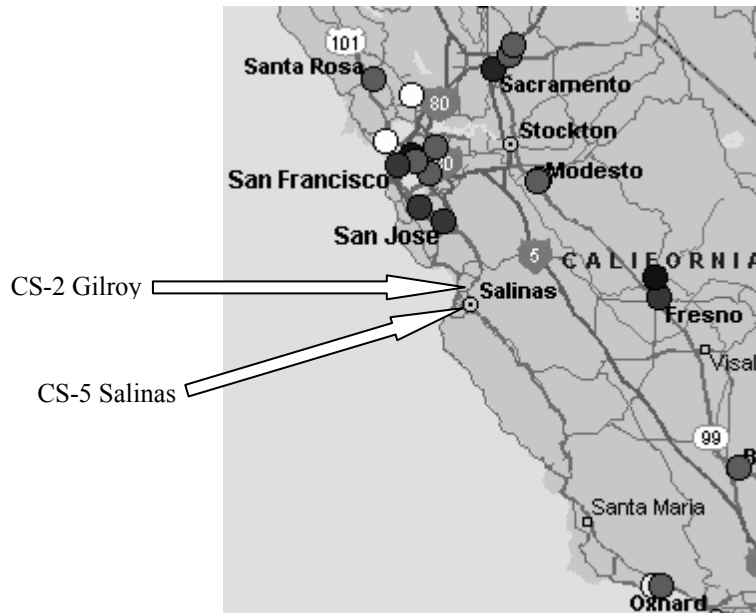 101
Santa Rosa
Sacramento
80
Stockton
San Francisco
Modesto
San Jose
5
CALIFORNIA
CS-2 Gilroy
Salinas
Fresno
CS-5 Salinas
Visal
99
B
Santa Maria
Oxnard